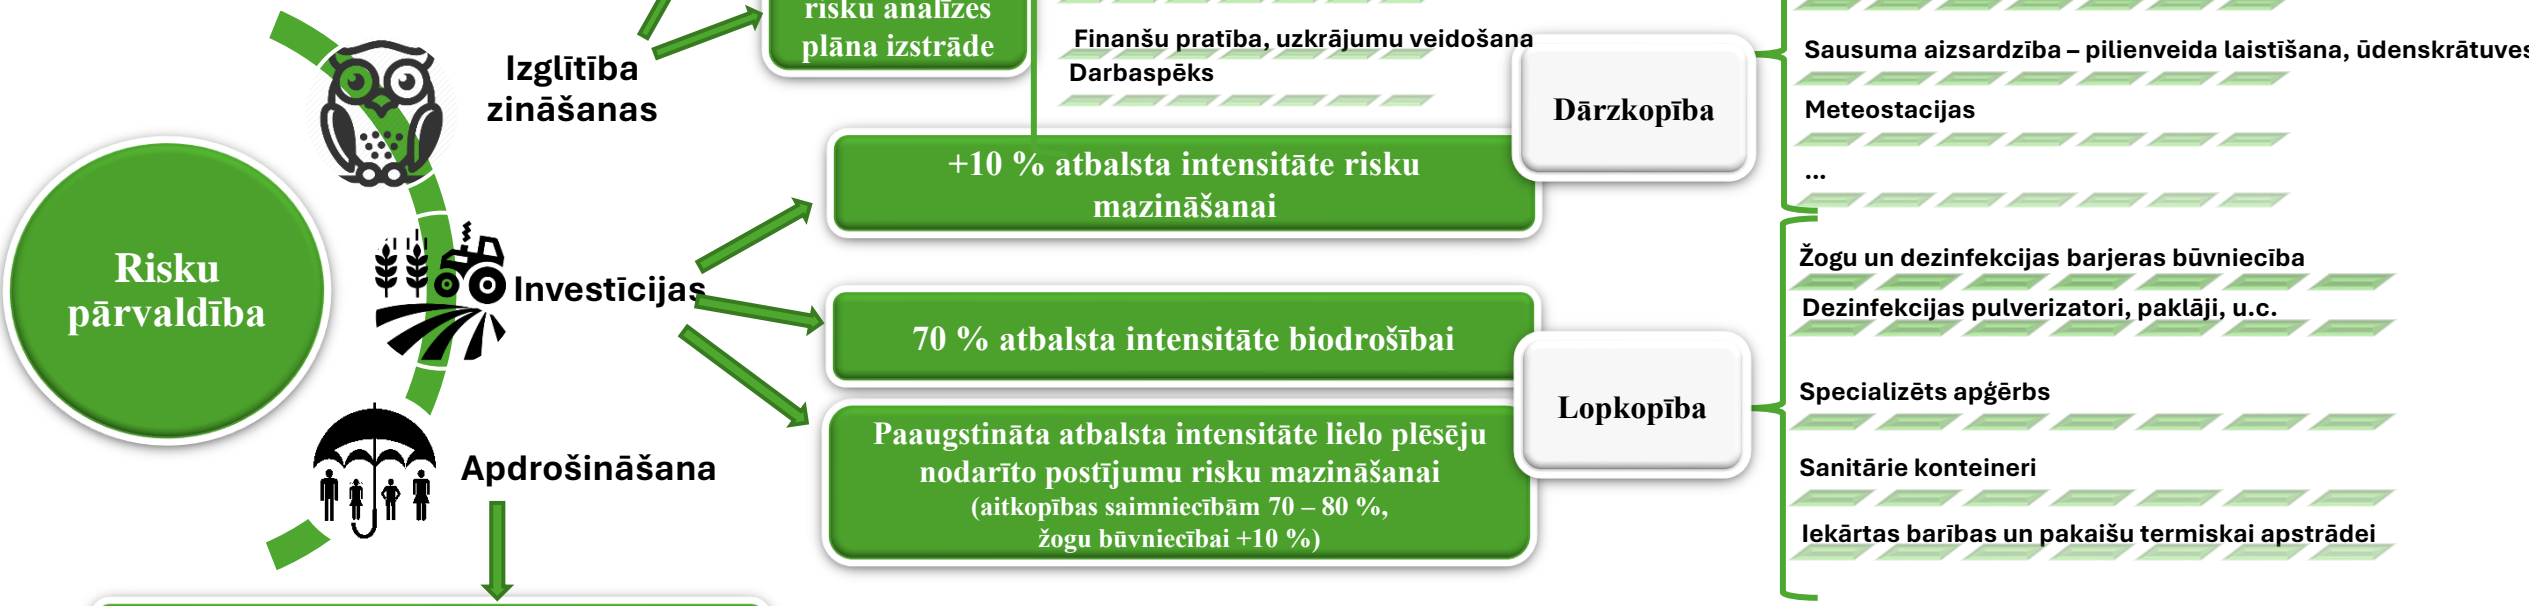 risku analīzes
plāna izstrāde
Izglītība
zināšanas
Finanšu pratība, uzkrājumu veidošana
Darbaspēks
Dārzkopība
Sausuma aizsardzība – pilienveida laistīšana, ūdenskrātuves
Meteostacijas
...
+10 % atbalsta intensitāte risku
mazināšanai
Risku
pārvaldība
Investīcijas
70 % atbalsta intensitāte biodrošībai
Paaugstināta atbalsta intensitāte lielo plēsēju
nodarīto postījumu risku mazināšanai
(aitkopības saimniecībām 70 – 80 %,
žogu būvniecībai +10 %)
Lopkopība
Žogu un dezinfekcijas barjeras būvniecība
Dezinfekcijas pulverizatori, paklāji, u.c.
Specializēts apģērbs
Sanitārie konteineri
Iekārtas barības un pakaišu termiskai apstrādei
Apdrošināšana